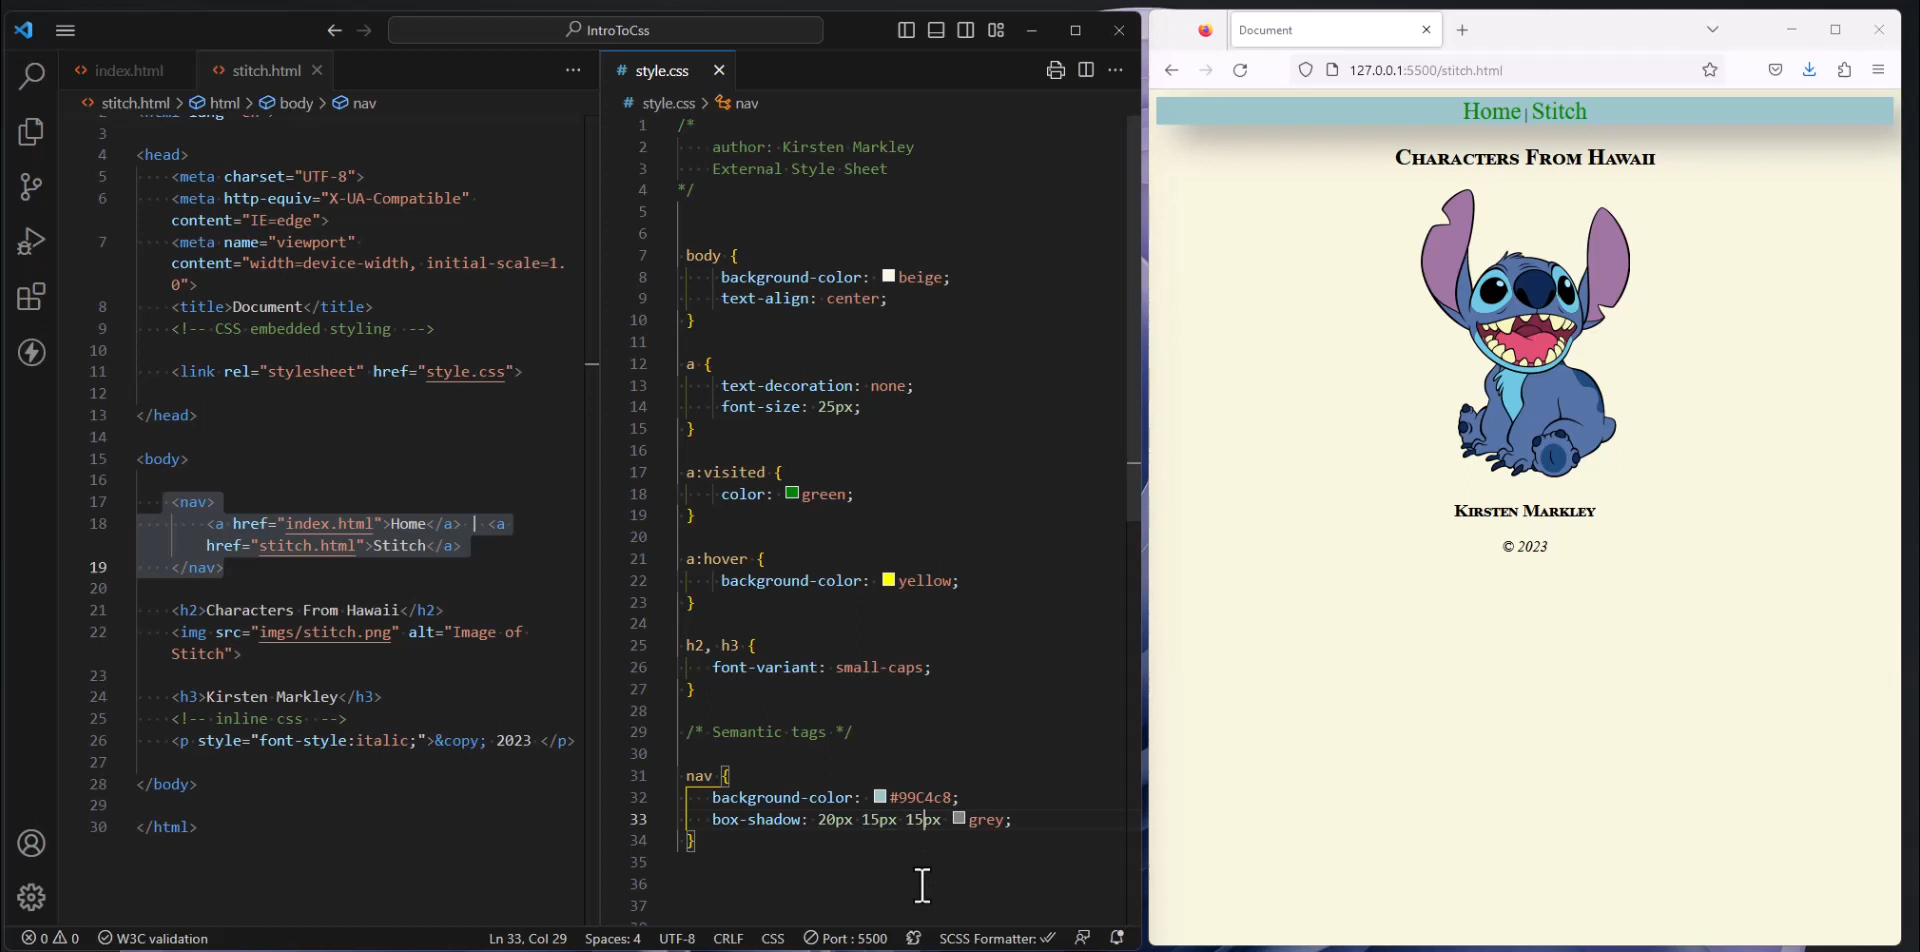 IntroToCss
index.html
stitch.html
stitch.html > html > body > nav
3
4 <head>
5 <meta charset="UTF-8">
6 <meta http-equiv="X-UA-Compatible"
content="IE=edge">
7 <meta name="viewport"
content="width=device-width, initial-scale=1.
0">
8 <title>Document</title>
9 <!-- CSS embedded styling -->
10
11 <link rel="stylesheet" href="style.css">
12
13 </head>
14
15 <body>
16
17 <nav>
18 <a href="index.html">Home</a> | <a
href="stitch.html">Stitch</a>
19 </nav>
20
21 <h2>Characters From Hawaii</h2>
22 <img src="imgs/stitch.png" alt="Image of
Stitch">
23
24 <h3>Kirsten Markley</h3>
25 <!-- inline css -->
26 <p style="font-style:italic;">&copy; 2023 </p>
27
28 </body>
29
30 </html>
# style.css
# style.css > nav
1 /*
2 author: Kirsten Markley
3 External Style Sheet
4 */
5
6
7 body {
8 background-color: beige;
9 text-align: center;
10 }
11
12 a {
13 text-decoration: none;
14 font-size: 25px;
15 }
16
17 a:visited {
18 color: green;
19 }
20
21 a:hover {
22 background-color: yellow;
23 }
24
25 h2, h3 {
26 font-variant: small-caps;
27 }
28
29 /* Semantic tags */
30
31 nav {
32 background-color: #99C4c8;
33 box-shadow: 20px 15px 15px grey;
34 }
35
36
37
0 0 W3C validation Ln 33, Col 29 Spaces: 4 UTF-8 CRLF CSS Port : 5500 SCSS Formatter:
Document
127.0.0.1:5500/stitch.html
Home | Stitch
Characters From Hawaii
Kirsten Markley
© 2023